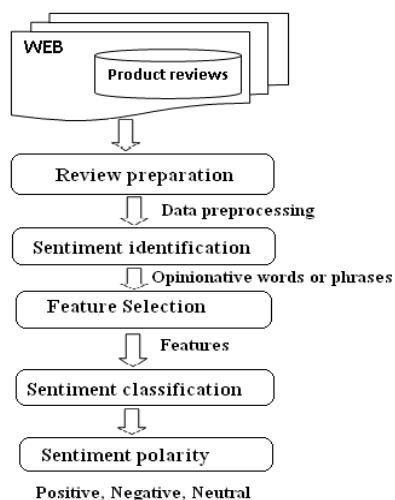 WEB
Product reviews
Review preparation
Data preprocessing
Sentiment identification
Opinionative words or phrases
Feature Selection
Features
Sentiment classification
Sentiment polarity
Positive, Negative, Neutral